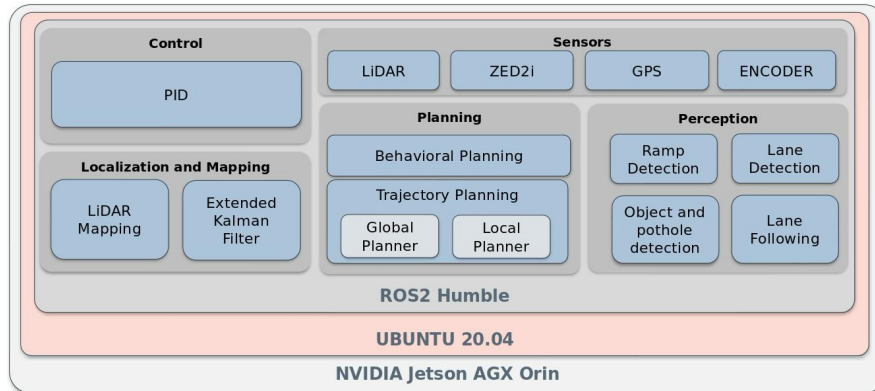 Control
PID
Sensors
LiDAR
ZED2i
GPS
ENCODER
Localization and Mapping
LiDAR
Mapping
Extended
Kalman
Filter
Planning
Behavioral Planning
Trajectory Planning
Global
Planner
Local
Planner
Perception
Ramp
Detection
Lane
Detection
Object and
pothole
detection
Lane
Following
ROS2 Humble
UBUNTU 20.04
NVIDIA Jetson AGX Orin